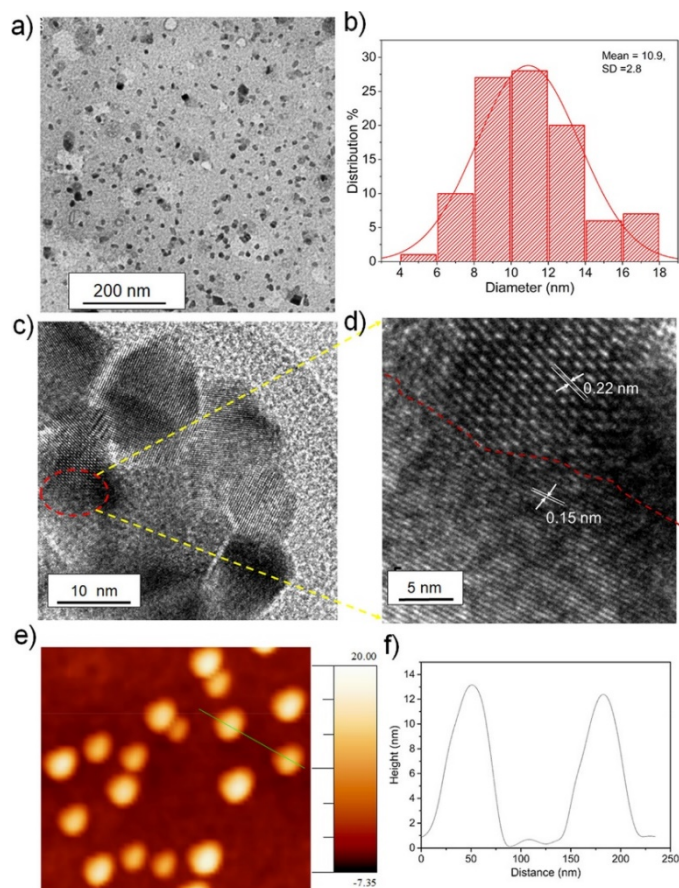 a)
200 nm
b)
Mean = 10.9,
SD =2.8
Distribution %
30
25
20
15
10
5
0
4 6 8 10 12 14 16 18
Diameter (nm)
c)
10 nm
d)
0.22 nm
0.15 nm
5 nm
e)
20.00
-7.35
f)
Height (nm)
14
12
10
8
6
4
2
0
0 50 100 150 200 250
Distance (nm)